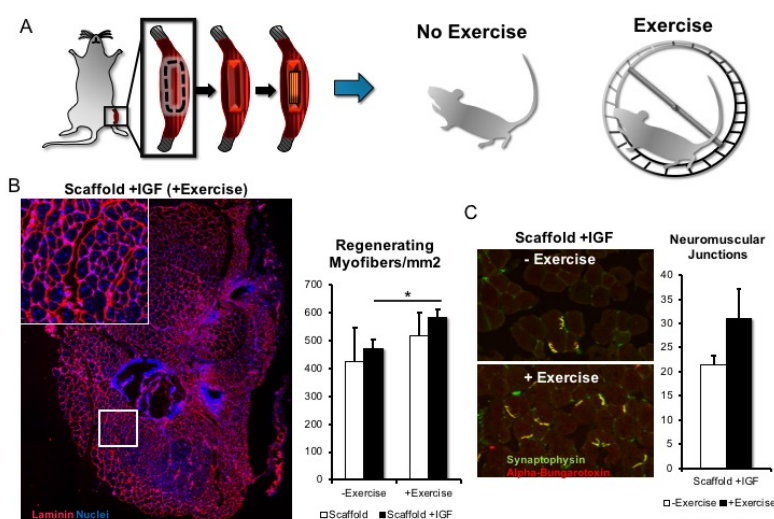 A
No Exercise
Exercise
B
Scaffold +IGF (+Exercise)
Laminin Nuclei
Regenerating
Myofibers/mm2
700
600
500
400
300
200
100
0
*
-Exercise
+Exercise
Scaffold
Scaffold +IGF
C
Scaffold +IGF
- Exercise
+ Exercise
Synaptophysin
Alpha-Bungarotoxin
Neuromuscular
Junctions
40
35
30
25
20
15
10
5
0
Scaffold +IGF
-Exercise
+Exercise